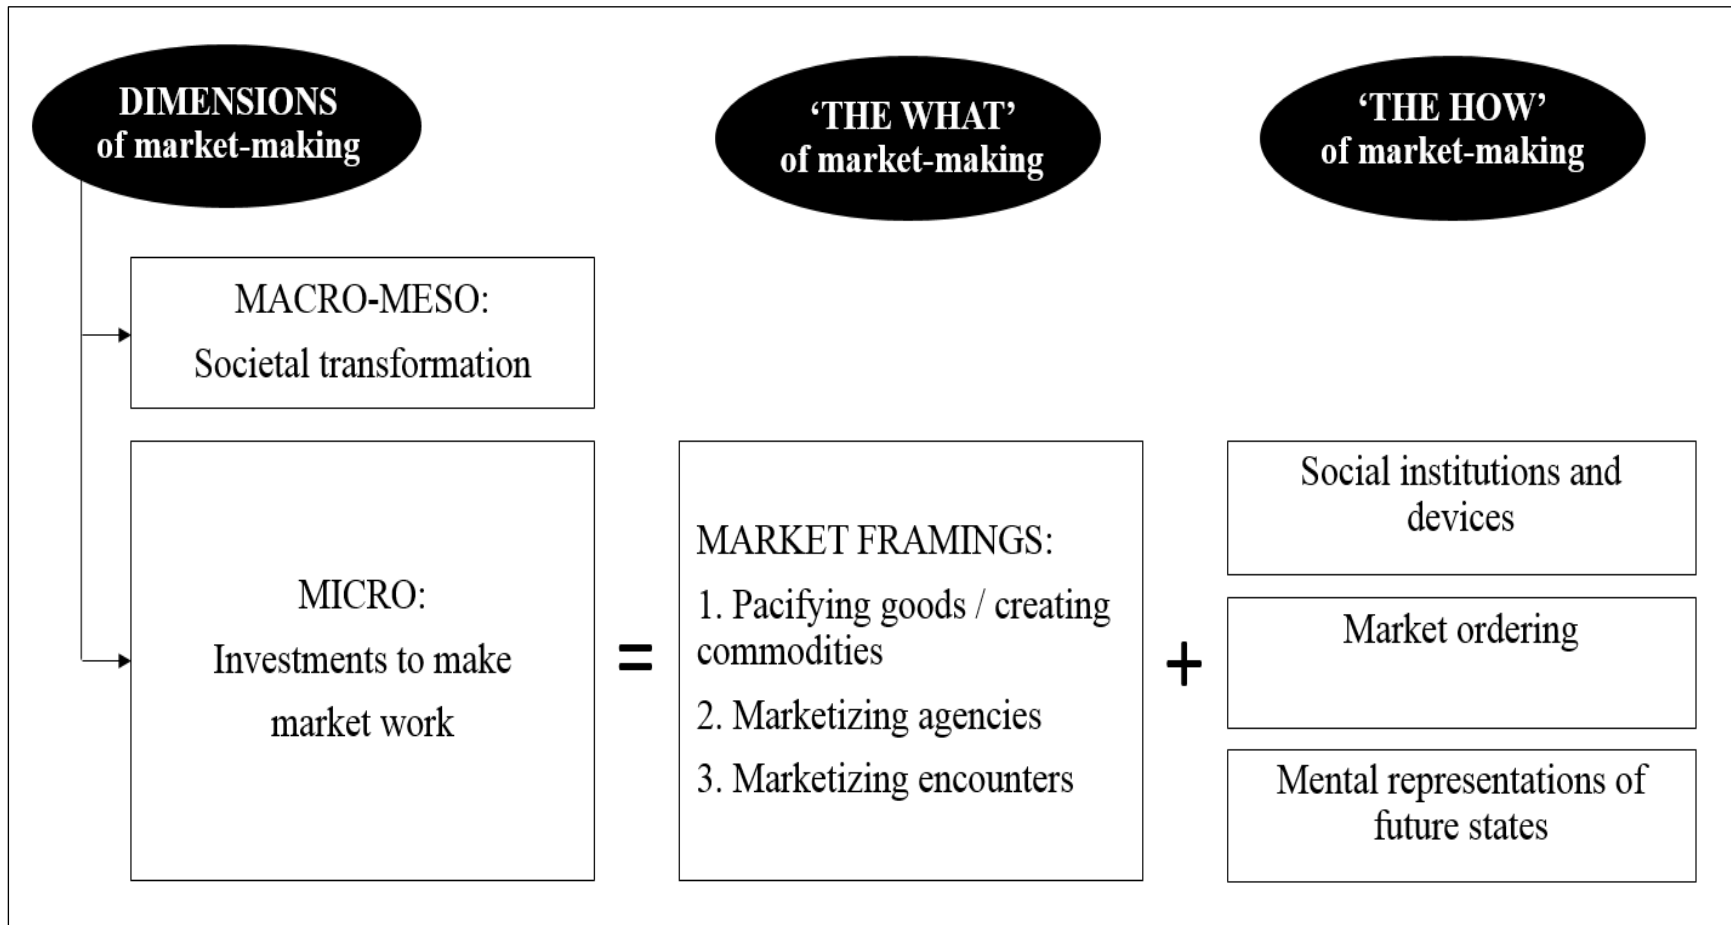 DIMENSIONS
of market-making
‘THE WHAT’
of market-making
‘THE HOW’
of market-making
MACRO-MESO:
Societal transformation
MICRO:
Investments to make
market work
=
MARKET FRAMINGS:
1. Pacifying goods / creating
commodities
2. Marketizing agencies
3. Marketizing encounters
+
Social institutions and
devices
Market ordering
Mental representations of
future states